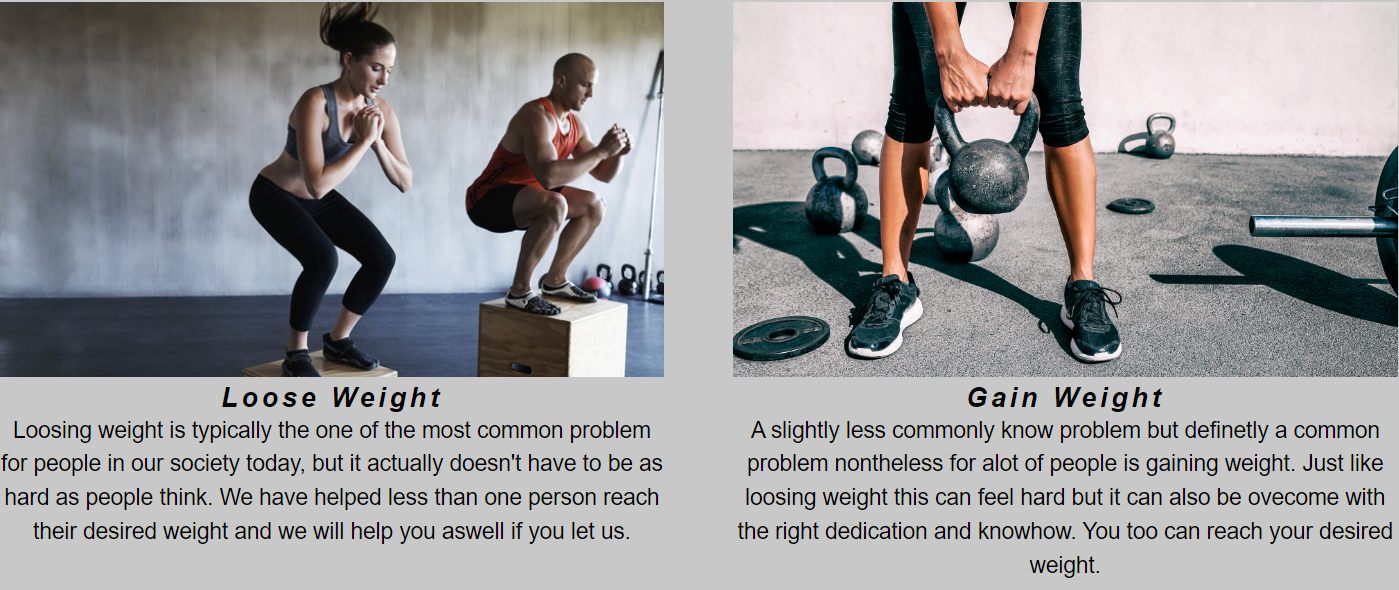 Loose Weight
Loosing weight is typically the one of the most common problem
for people in our society today, but it actually doesn't have to be as
hard as people think. We have helped less than one person reach
their desired weight and we will help you aswell if you let us.
Gain Weight
A slightly less commonly know problem but definetly a common
problem nontheless for alot of people is gaining weight. Just like
loosing weight this can feel hard but it can also be ovecome with
the right dedication and knowhow. You too can reach your desired
weight.